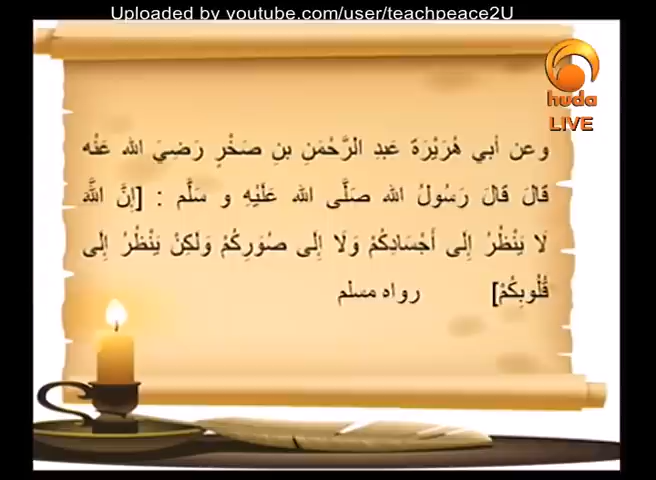 Uploaded by youtube.com/user/teachpeace2U
huda
LIVE
وعن أبي هُرَيْرَةَ عَبدِ الْرَّحْمَنِ بنِ صَخْرٍ رَضِيَ الله عَنْه
قَالَ قَالَ رَسُولُ الله صَلَّى الله عَلَيْهِ و سَلَّم : [إِنَّ اللَّه
لَا يَنْظُرُ إِلَى أَجْسَادِكُمْ وَلَا إِلَى صُوَرِكُمْ وَلَكِنْ يَنْظُرُ إِلَى
قُلُوبِكُمْ] رواه مسلم